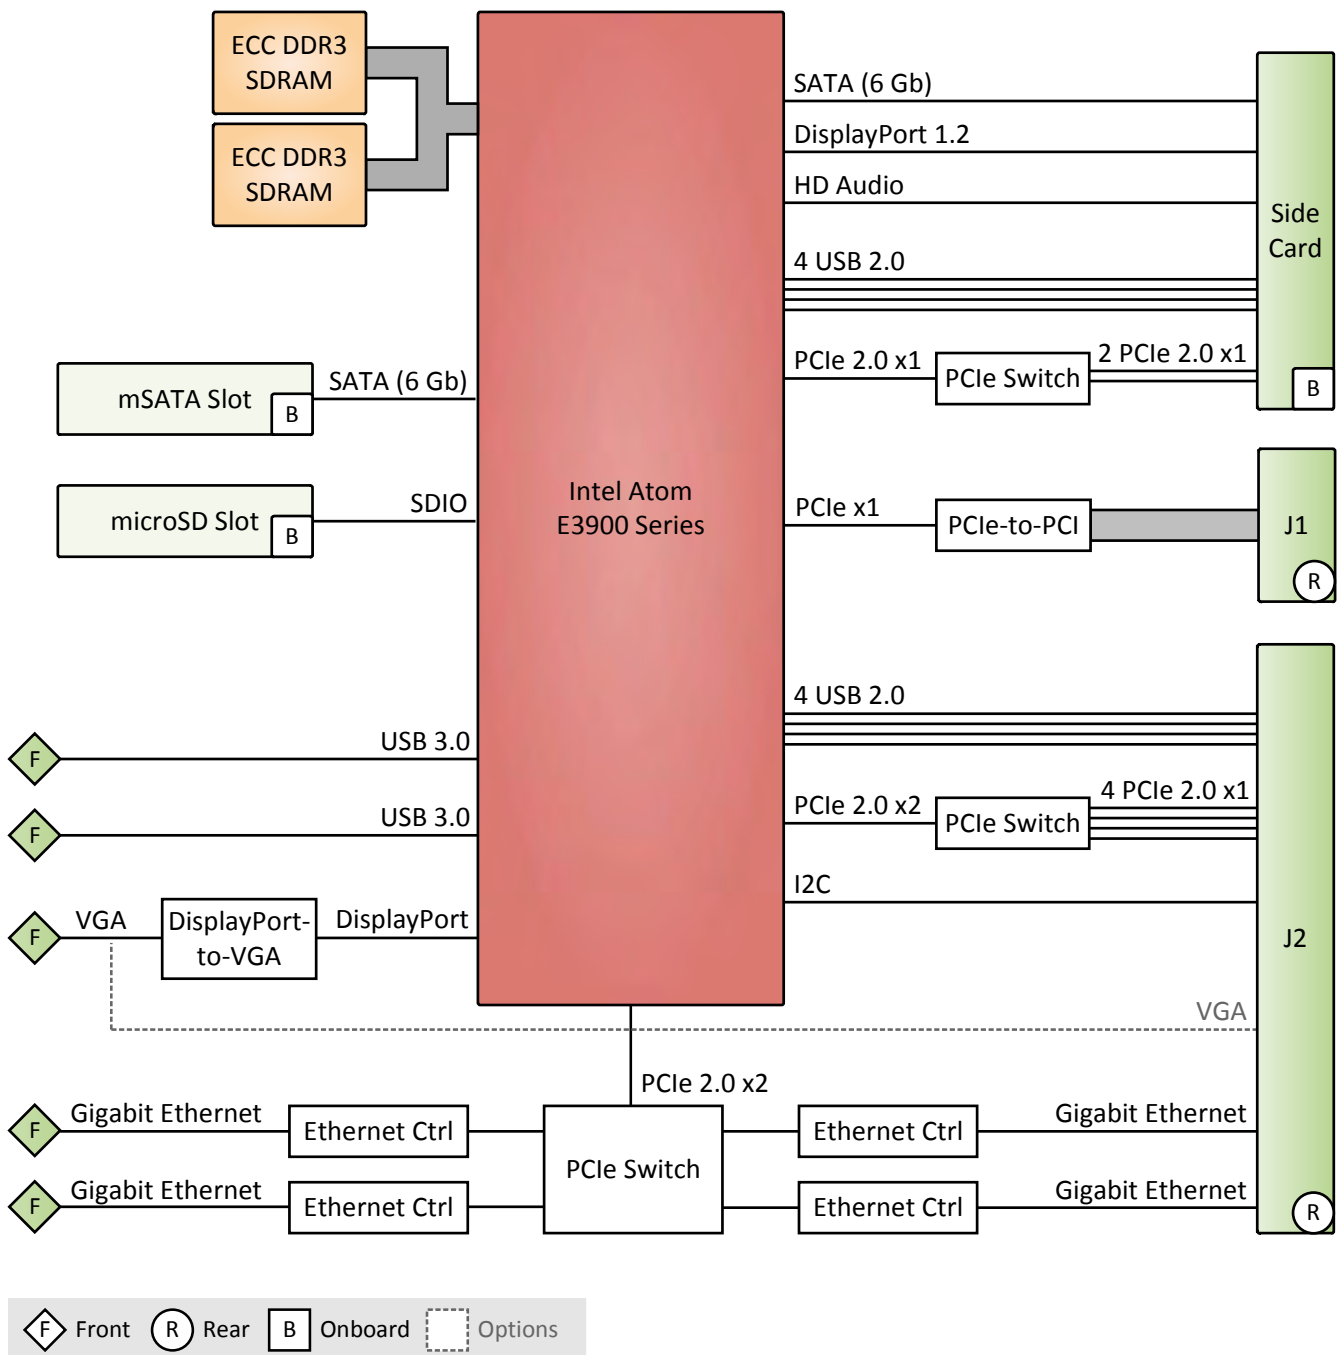 ECC DDR3
SDRAM
ECC DDR3
SDRAM
SATA (6 Gb)
DisplayPort 1.2
HD Audio
4 USB 2.0
PCIe 2.0 x1
PCIe Switch
2 PCIe 2.0 x1
Side
Card
B
mSATA Slot
B
SATA (6 Gb)
microSD Slot
B
SDIO
Intel Atom
E3900 Series
PCIe x1
PCIe-to-PCI
J1
R
4 USB 2.0
F
USB 3.0
F
USB 3.0
PCIe 2.0 x2
PCIe Switch
4 PCIe 2.0 x1
I2C
F
VGA
DisplayPort-
to-VGA
DisplayPort
J2
VGA
PCIe 2.0 x2
F
Gigabit Ethernet
Ethernet Ctrl
PCIe Switch
Ethernet Ctrl
Gigabit Ethernet
F
Gigabit Ethernet
Ethernet Ctrl
Ethernet Ctrl
Gigabit Ethernet
R
F Front R Rear B Onboard Options